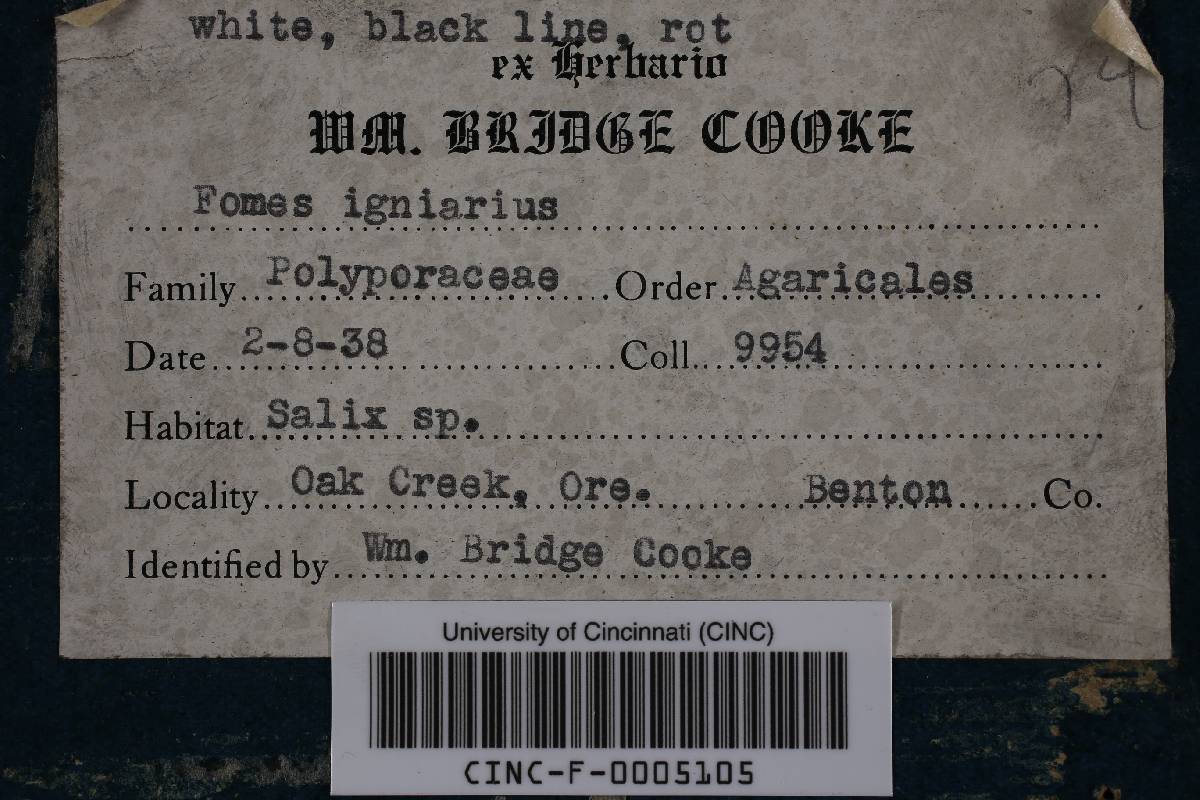 white, black line, rot
ex Herbario
WM. BRIDGE COOKE
Fomes igniarius
Family Polyporaceae Order Agaricales
Date 2-8-38 Coll. 9954
Habitat Salix sp.
Locality Oak Creek, Ore. Benton Co.
Identified by Wm. Bridge Cooke
University of Cincinnati (CINC)
CINC-F-0005105